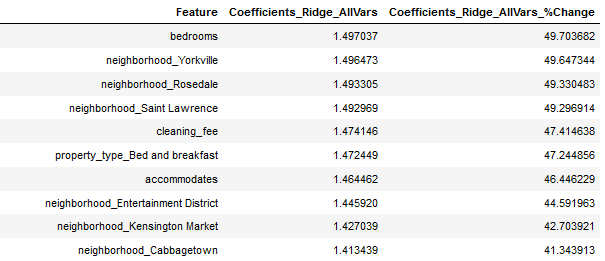 Feature Coefficients_Ridge_AllVars Coefficients_Ridge_AllVars_%Change
bedrooms 1.497037 49.703682
neighborhood_Yorkville 1.496473 49.647344
neighborhood_Rosedale 1.493305 49.330483
neighborhood_Saint Lawrence 1.492969 49.296914
cleaning_fee 1.474146 47.414638
property_type_Bed and breakfast 1.472449 47.244856
accommodates 1.464462 46.446229
neighborhood_Entertainment District 1.445920 44.591963
neighborhood_Kensington Market 1.427039 42.703921
neighborhood_Cabbagetown 1.413439 41.343913